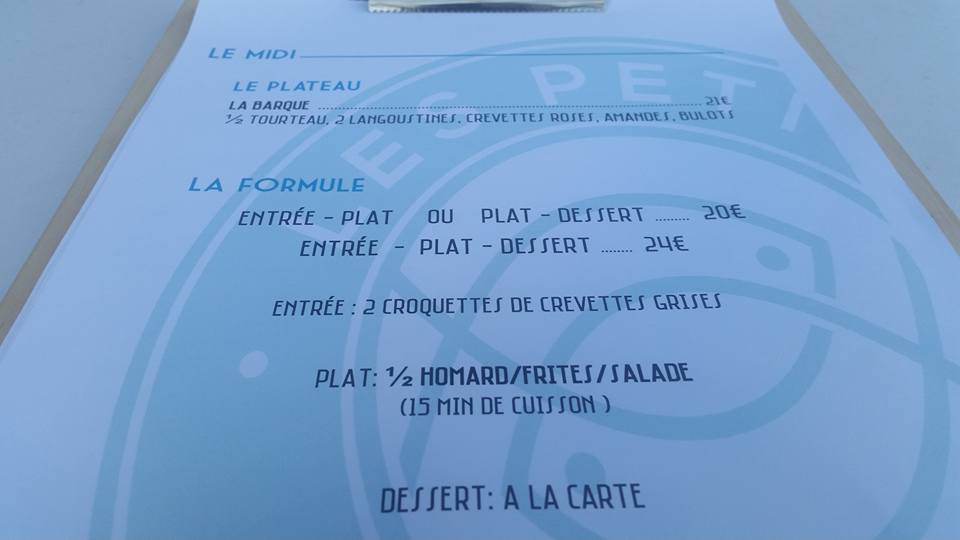 LE MIDI
LE PLATEAU
LA BARQUE ........ 21€
½ TOURTEAU, 2 LANGOUSTINES, CREVETTES ROSES, AMANDES, BULOTS
LES PETI
LA FORMULE
ENTRÉE - PLAT OU PLAT - DESSERT ......... 20€
ENTRÉE - PLAT - DESSERT ........ 24€
ENTRÉE : 2 CROQUETTES DE CREVETTES GRISES
PLAT: ½ HOMARD/FRITES/SALADE
(15 MIN DE CUISSON )
DESSERT: A LA CARTE